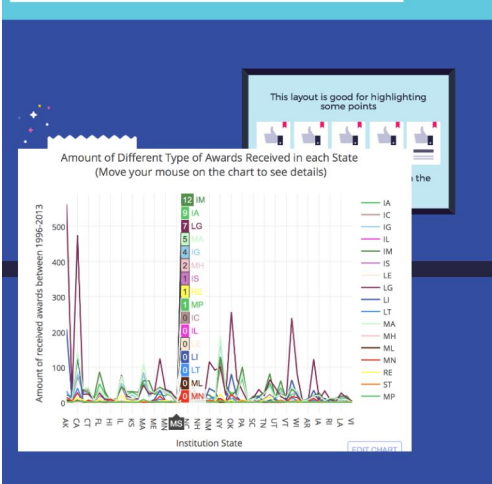 This layout is good for highlighting
some points
the
Amount of Different Type of Awards Received in each State
(Move your mouse on the chart to see details)
Amount of received awards between 1996-2013
500
400
300
200
100
0
12 IM
9 IA
7 LG
5 MA
4 IG
2 MH
1 IS
1 RE
1 MP
0 IC
0 IL
0 LE
0 LI
0 LT
0 ML
0 MN
IA
IC
IG
IL
IM
IS
LE
LG
LI
LT
MA
MH
ML
MN
RE
ST
MP
AK CA CT FL HI IL KS MA ME MN MS NC NH NM NY OK PA SC TN UT VT WI AR IA RI LA VI
Institution State
EDIT CHART